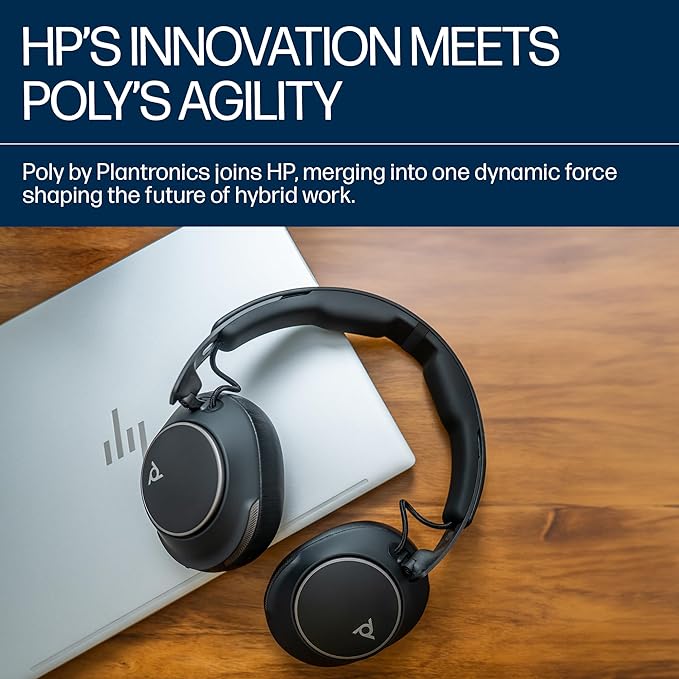 HP'S INNOVATION MEETS
POLY'S AGILITY
Poly by Plantronics joins HP, merging into one dynamic force
shaping the future of hybrid work.
hp